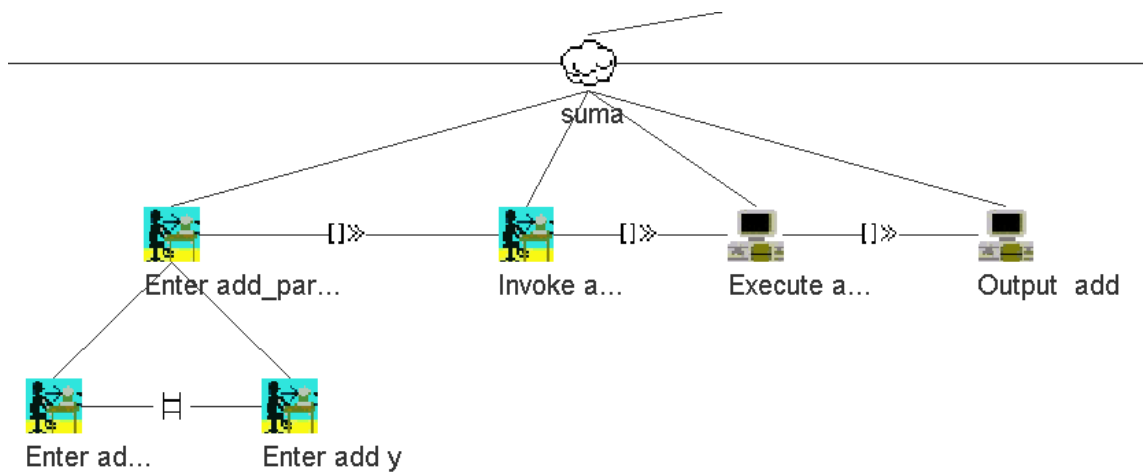 suma
[]>> []>> []>>
Enter add_par... Invoke a... Execute a... Output add
|=|
Enter ad... Enter add y